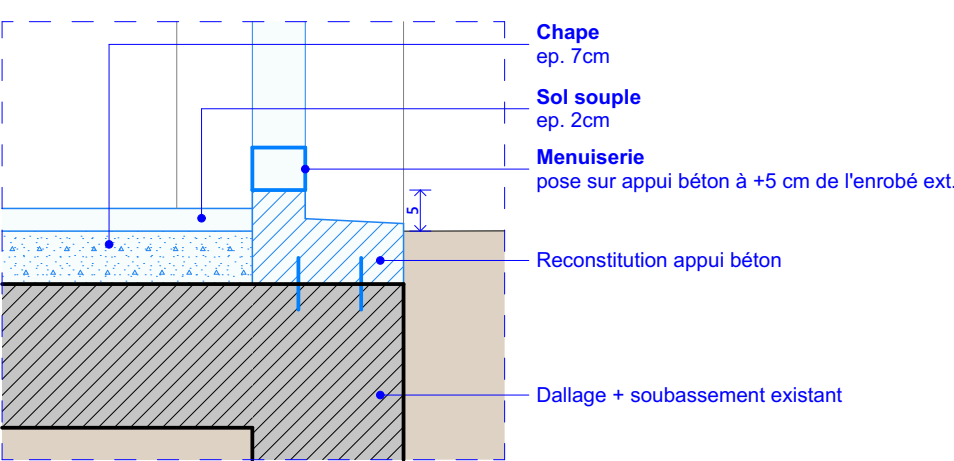 Chape
ep. 7cm
Sol souple
ep. 2cm
Menuiserie
pose sur appui béton à +5 cm de l'enrobé ext.
5
Reconstitution appui béton
Dallage + soubassement existant